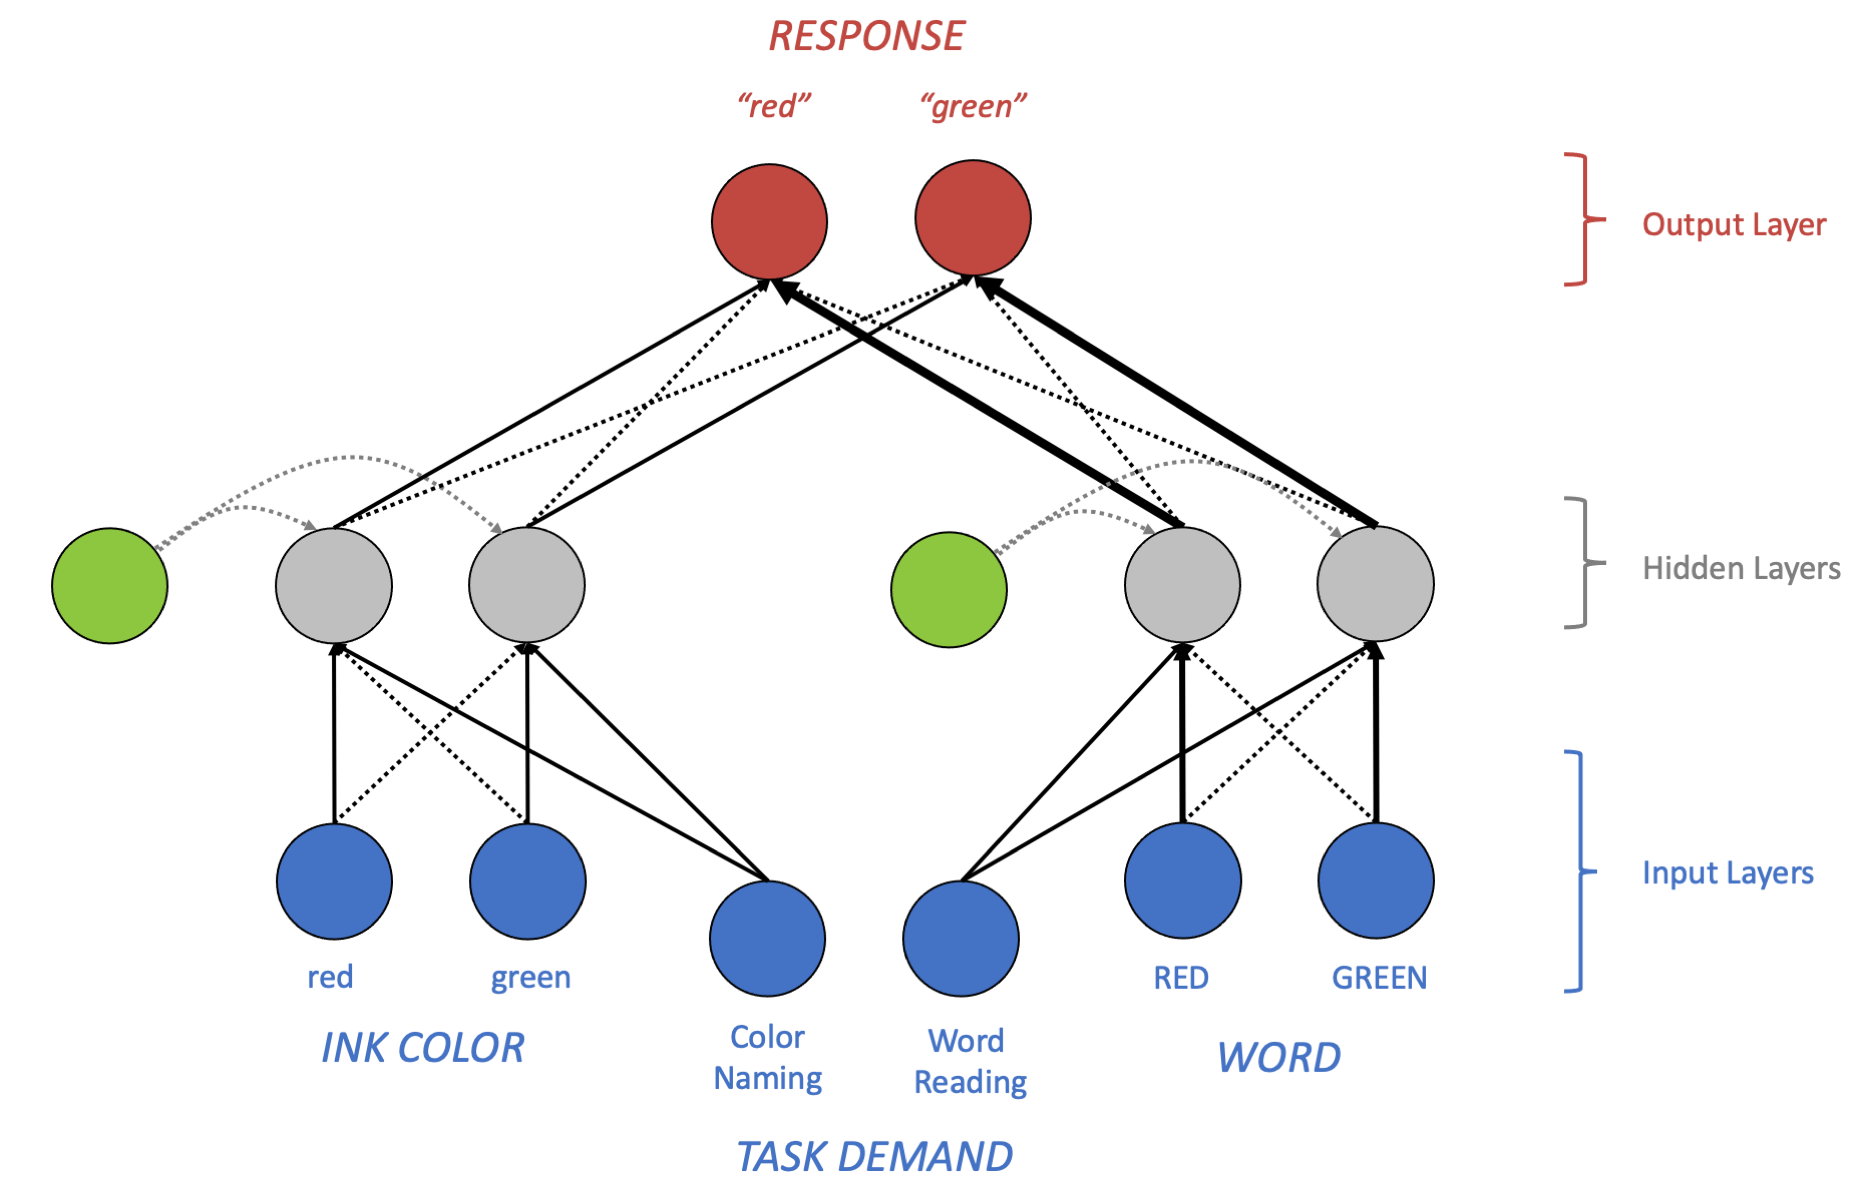 RESPONSE
“red” “green”
Output Layer
Hidden Layers
Input Layers
red green
RED GREEN
INK COLOR
Color
Naming
Word
Reading
WORD
TASK DEMAND